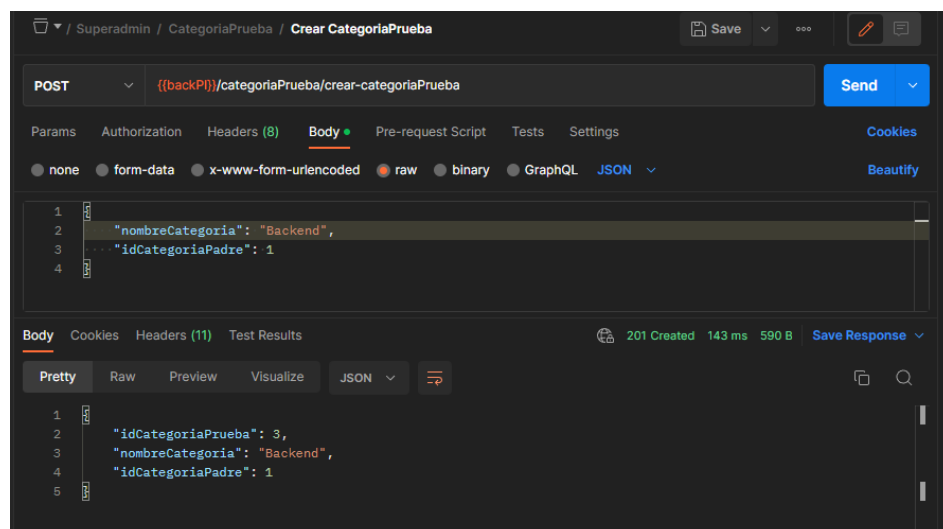 / Superadmin / CategoriaPrueba / Crear CategoriaPrueba Save
POST {{backPI}}/categoriaPrueba/crear-categoriaPrueba Send
Params Authorization Headers (8) Body Pre-request Script Tests Settings Cookies
none form-data x-www-form-urlencoded raw binary GraphQL JSON Beautify
1 {
2 "nombreCategoria": "Backend",
3 "idCategoriaPadre": 1
4 }
Body Cookies Headers (11) Test Results 201 Created 143 ms 590 B Save Response
Pretty Raw Preview Visualize JSON
1 {
2 "idCategoriaPrueba": 3,
3 "nombreCategoria": "Backend",
4 "idCategoriaPadre": 1
5 }